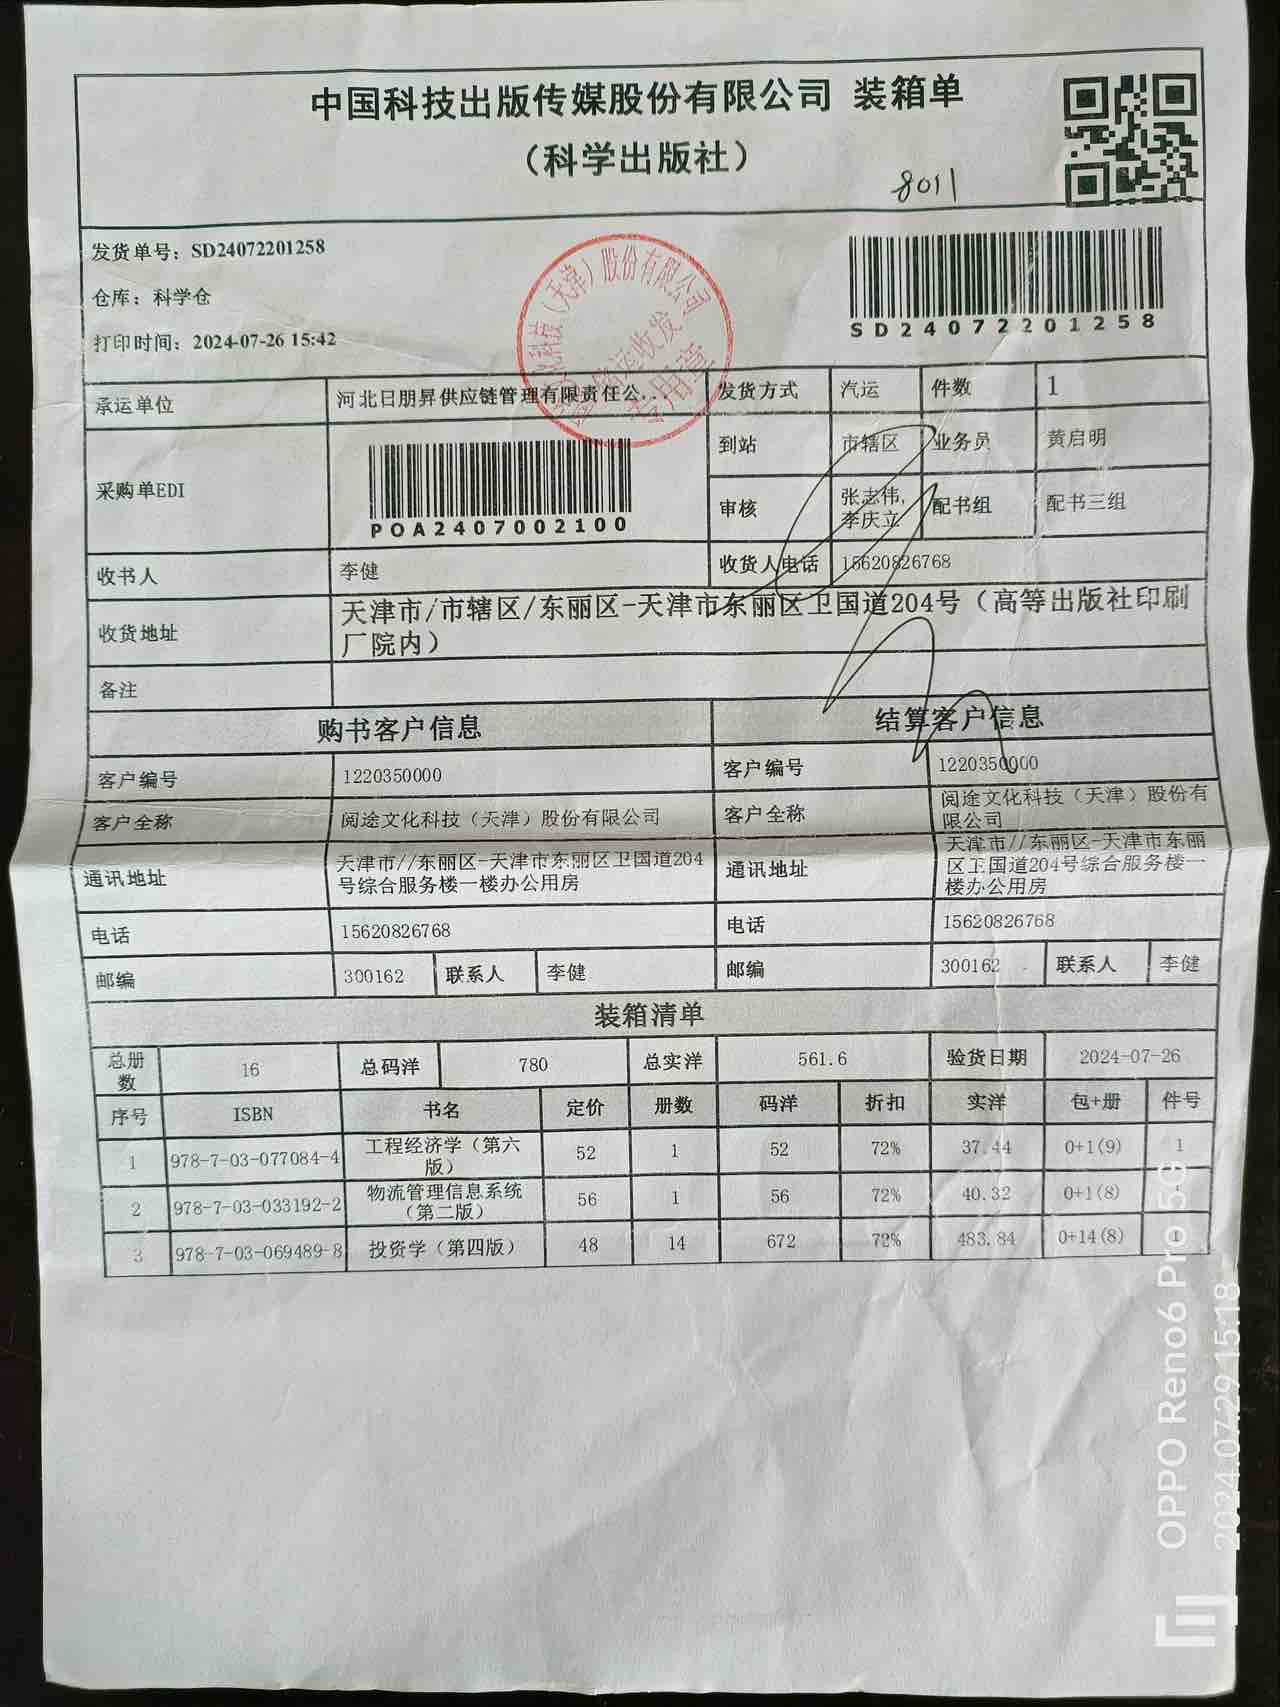 中国科技出版传媒股份有限公司 装箱单
（科学出版社）
8011
发货单号：SD24072201258
仓库：科学仓
打印时间：2024-07-26 15:42
SD24072201258
承运单位 河北日朋昇供应链管理有限责任公... 发货方式 汽运 件数 1
采购单EDI POA2407002100 到站 市辖区 业务员 黄启明
审核 张志伟,李庆立 配书组 配书三组
收书人 李健 收货人电话 15620826768
收货地址 天津市/市辖区/东丽区-天津市东丽区卫国道204号（高等出版社印刷
厂院内）
备注
购书客户信息 结算客户信息
客户编号 1220350000 客户编号 1220350000
客户全称 阅途文化科技（天津）股份有限公司 客户全称 阅途文化科技（天津）股份有限公司
通讯地址 天津市//东丽区-天津市东丽区卫国道204号综合服务楼一楼办公用房 通讯地址 天津市//东丽区-天津市东丽区卫国道204号综合服务楼一楼办公用房
电话 15620826768 电话 15620826768
邮编 300162 联系人 李健 邮编 300162 联系人 李健
装箱清单
总册数 16 总码洋 780 总实洋 561.6 验货日期 2024-07-26
序号 ISBN 书名 定价 册数 码洋 折扣 实洋 包+册 件号
1 978-7-03-077084-4 工程经济学（第六版） 52 1 52 72% 37.44 0+1(9) 1
2 978-7-03-033192-2 物流管理信息系统（第二版） 56 1 56 72% 40.32 0+1(8)
3 978-7-03-069489-8 投资学（第四版） 48 14 672 72% 483.84 0+14(8) 1
OPPO Reno6 Pro 5G
2024.07.29 15:18